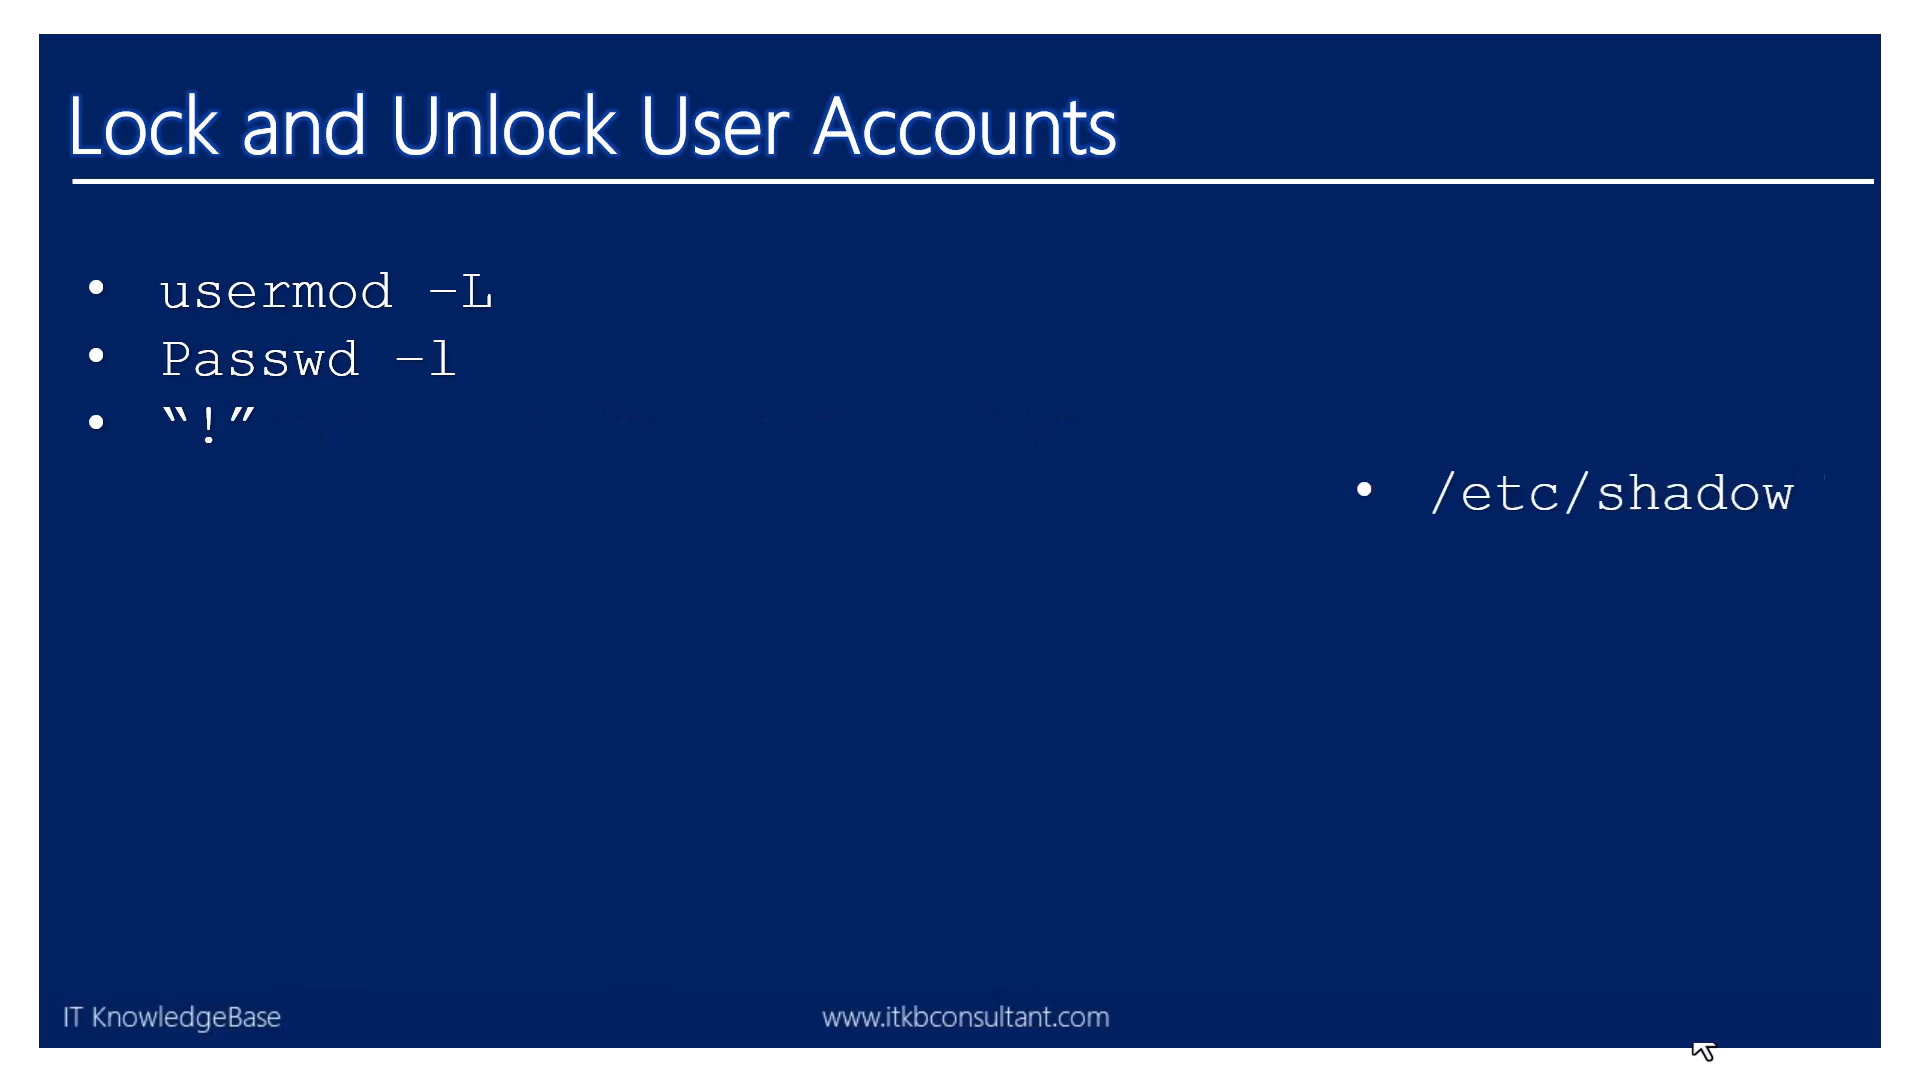 Lock and Unlock User Accounts
• usermod –L
• Passwd –l
• “!”
• /etc/shadow
IT KnowledgeBase
www.itkbconsultant.com